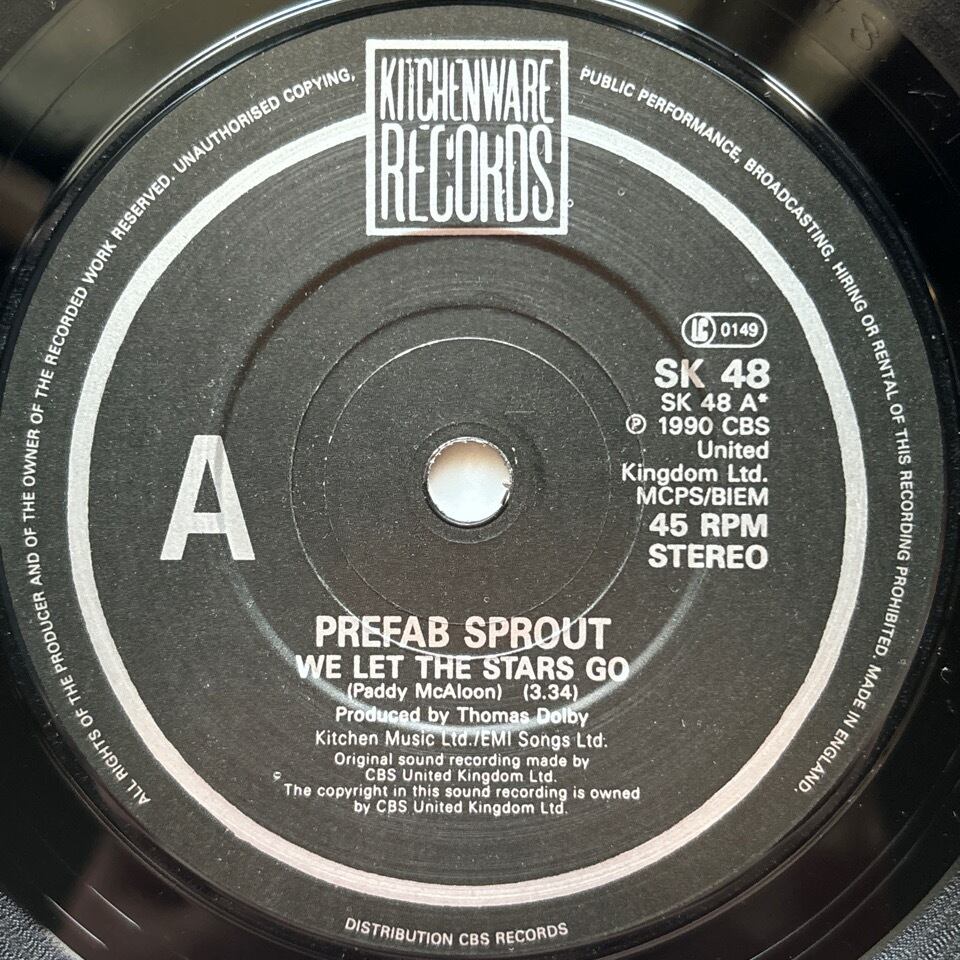 KITCHENWARE
RECORDS
ALL RIGHTS OF THE PRODUCER AND OF THE OWNER OF THE RECORDED WORK RESERVED. UNAUTHORISED COPYING, PUBLIC PERFORMANCE, BROADCASTING, HIRING OR RENTAL OF THIS RECORDING PROHIBITED. MADE IN ENGLAND.
LC 0149
SK 48
SK 48 A*
℗ 1990 CBS
United
Kingdom Ltd.
MCPS/BIEM
45 RPM
STEREO
A
PREFAB SPROUT
WE LET THE STARS GO
(Paddy McAloon) (3.34)
Produced by Thomas Dolby
Kitchen Music Ltd./EMI Songs Ltd.
Original sound recording made by
CBS United Kingdom Ltd.
The copyright in this sound recording is owned
by CBS United Kingdom Ltd.
DISTRIBUTION CBS RECORDS